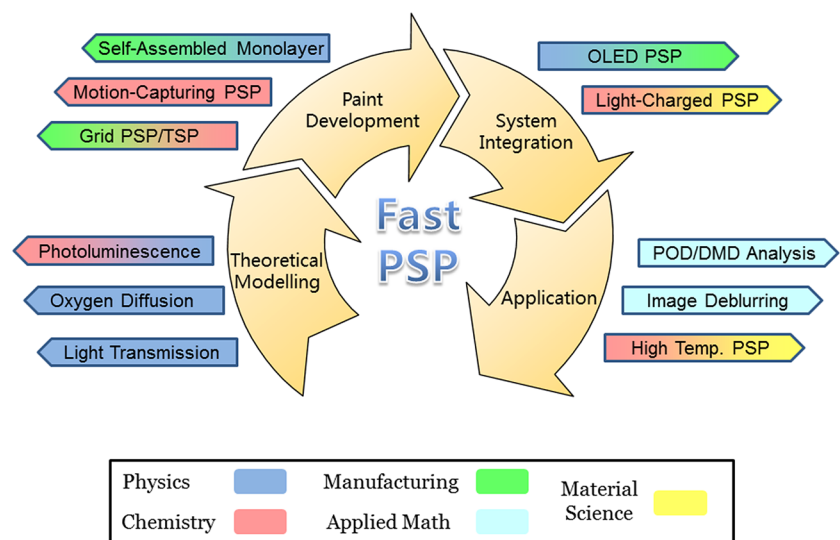 Self-Assembled Monolayer
Motion-Capturing PSP
Grid PSP/TSP
Paint
Development
System
Integration
OLED PSP
Light-Charged PSP
Fast
PSP
Photoluminescence
Oxygen Diffusion
Light Transmission
Theoretical
Modelling
Application
POD/DMD Analysis
Image Deblurring
High Temp. PSP
Physics
Manufacturing
Material
Science
Chemistry
Applied Math